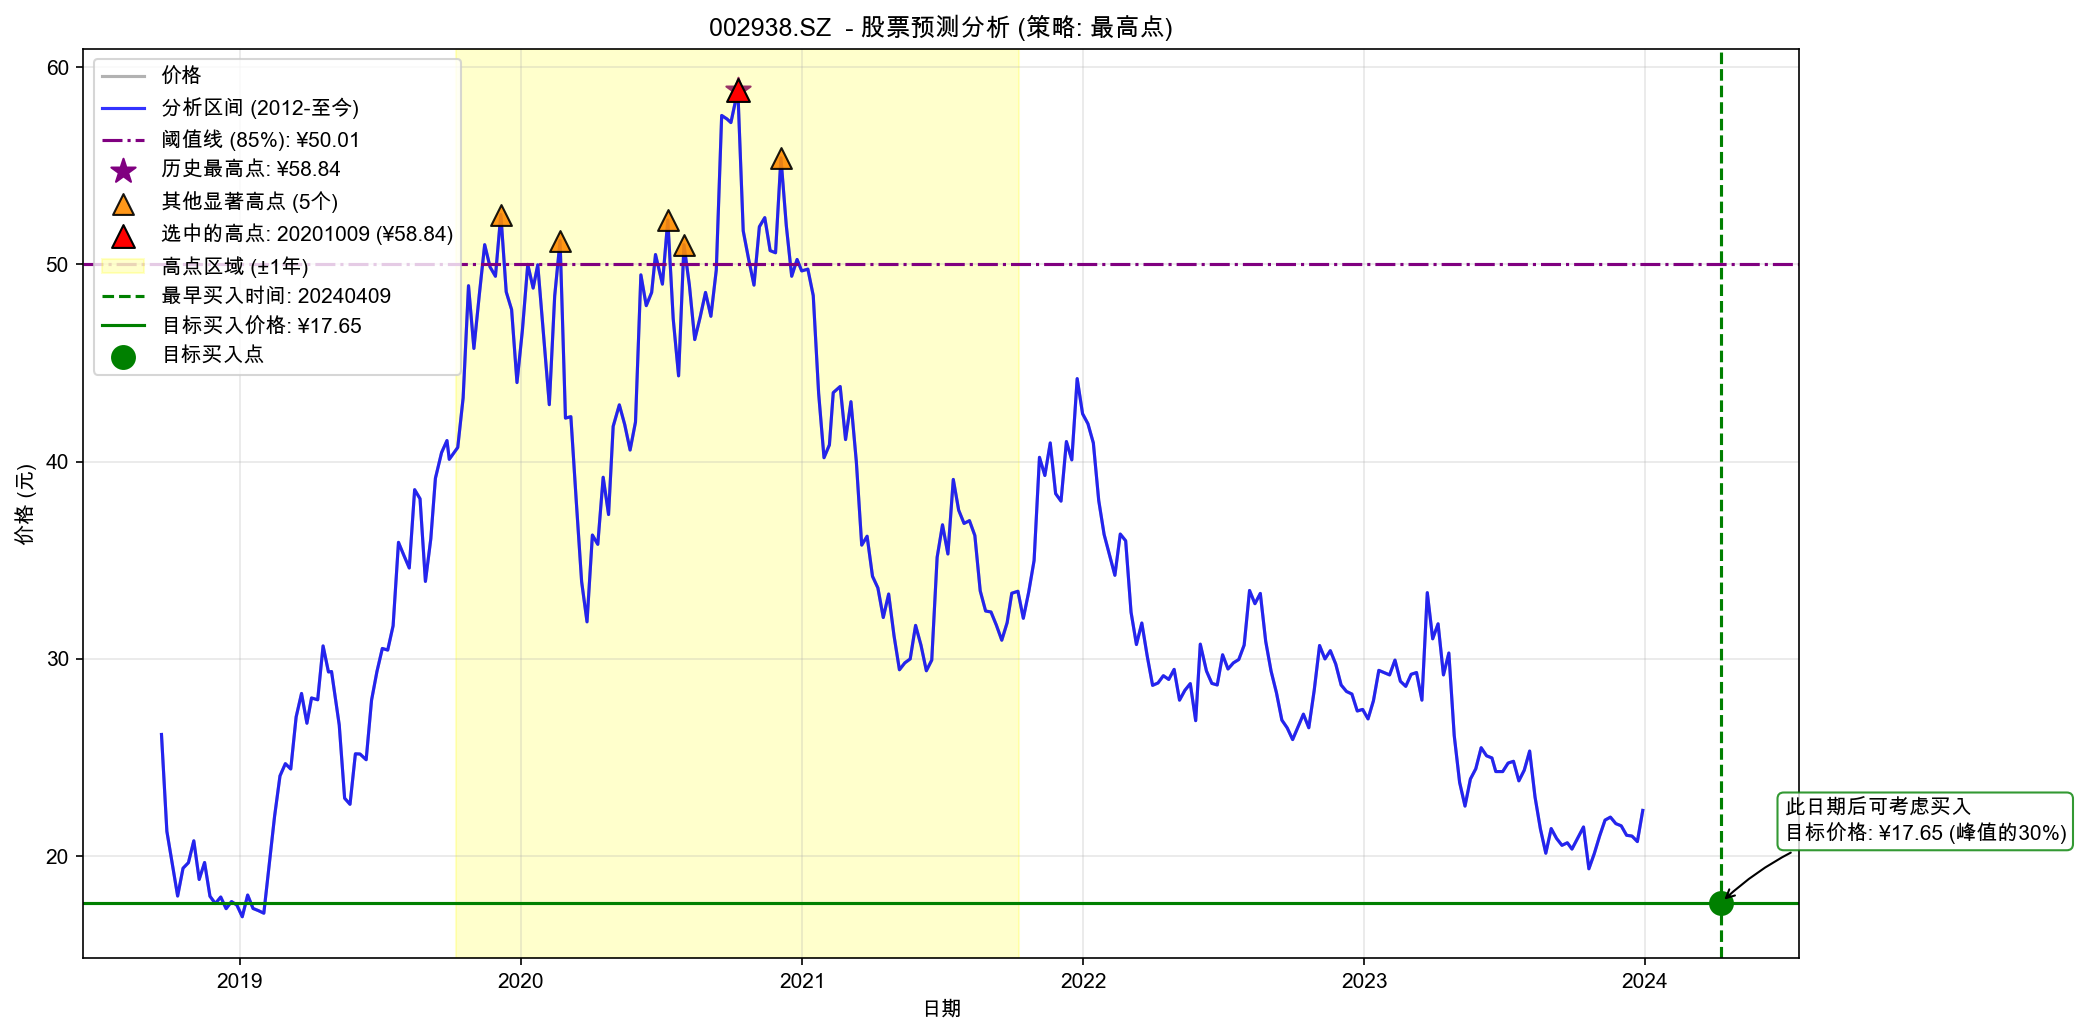 002938.SZ - 股票预测分析 (策略: 最高点)
价格
分析区间 (2012-至今)
阈值线 (85%): ¥50.01
历史最高点: ¥58.84
其他显著高点 (5个)
选中的高点: 20201009 (¥58.84)
高点区域 (±1年)
最早买入时间: 20240409
目标买入价格: ¥17.65
目标买入点
60
50
40
30
20
价格 (元)
此日期后可考虑买入
目标价格: ¥17.65 (峰值的30%)
2019
2020
2021
2022
2023
2024
日期